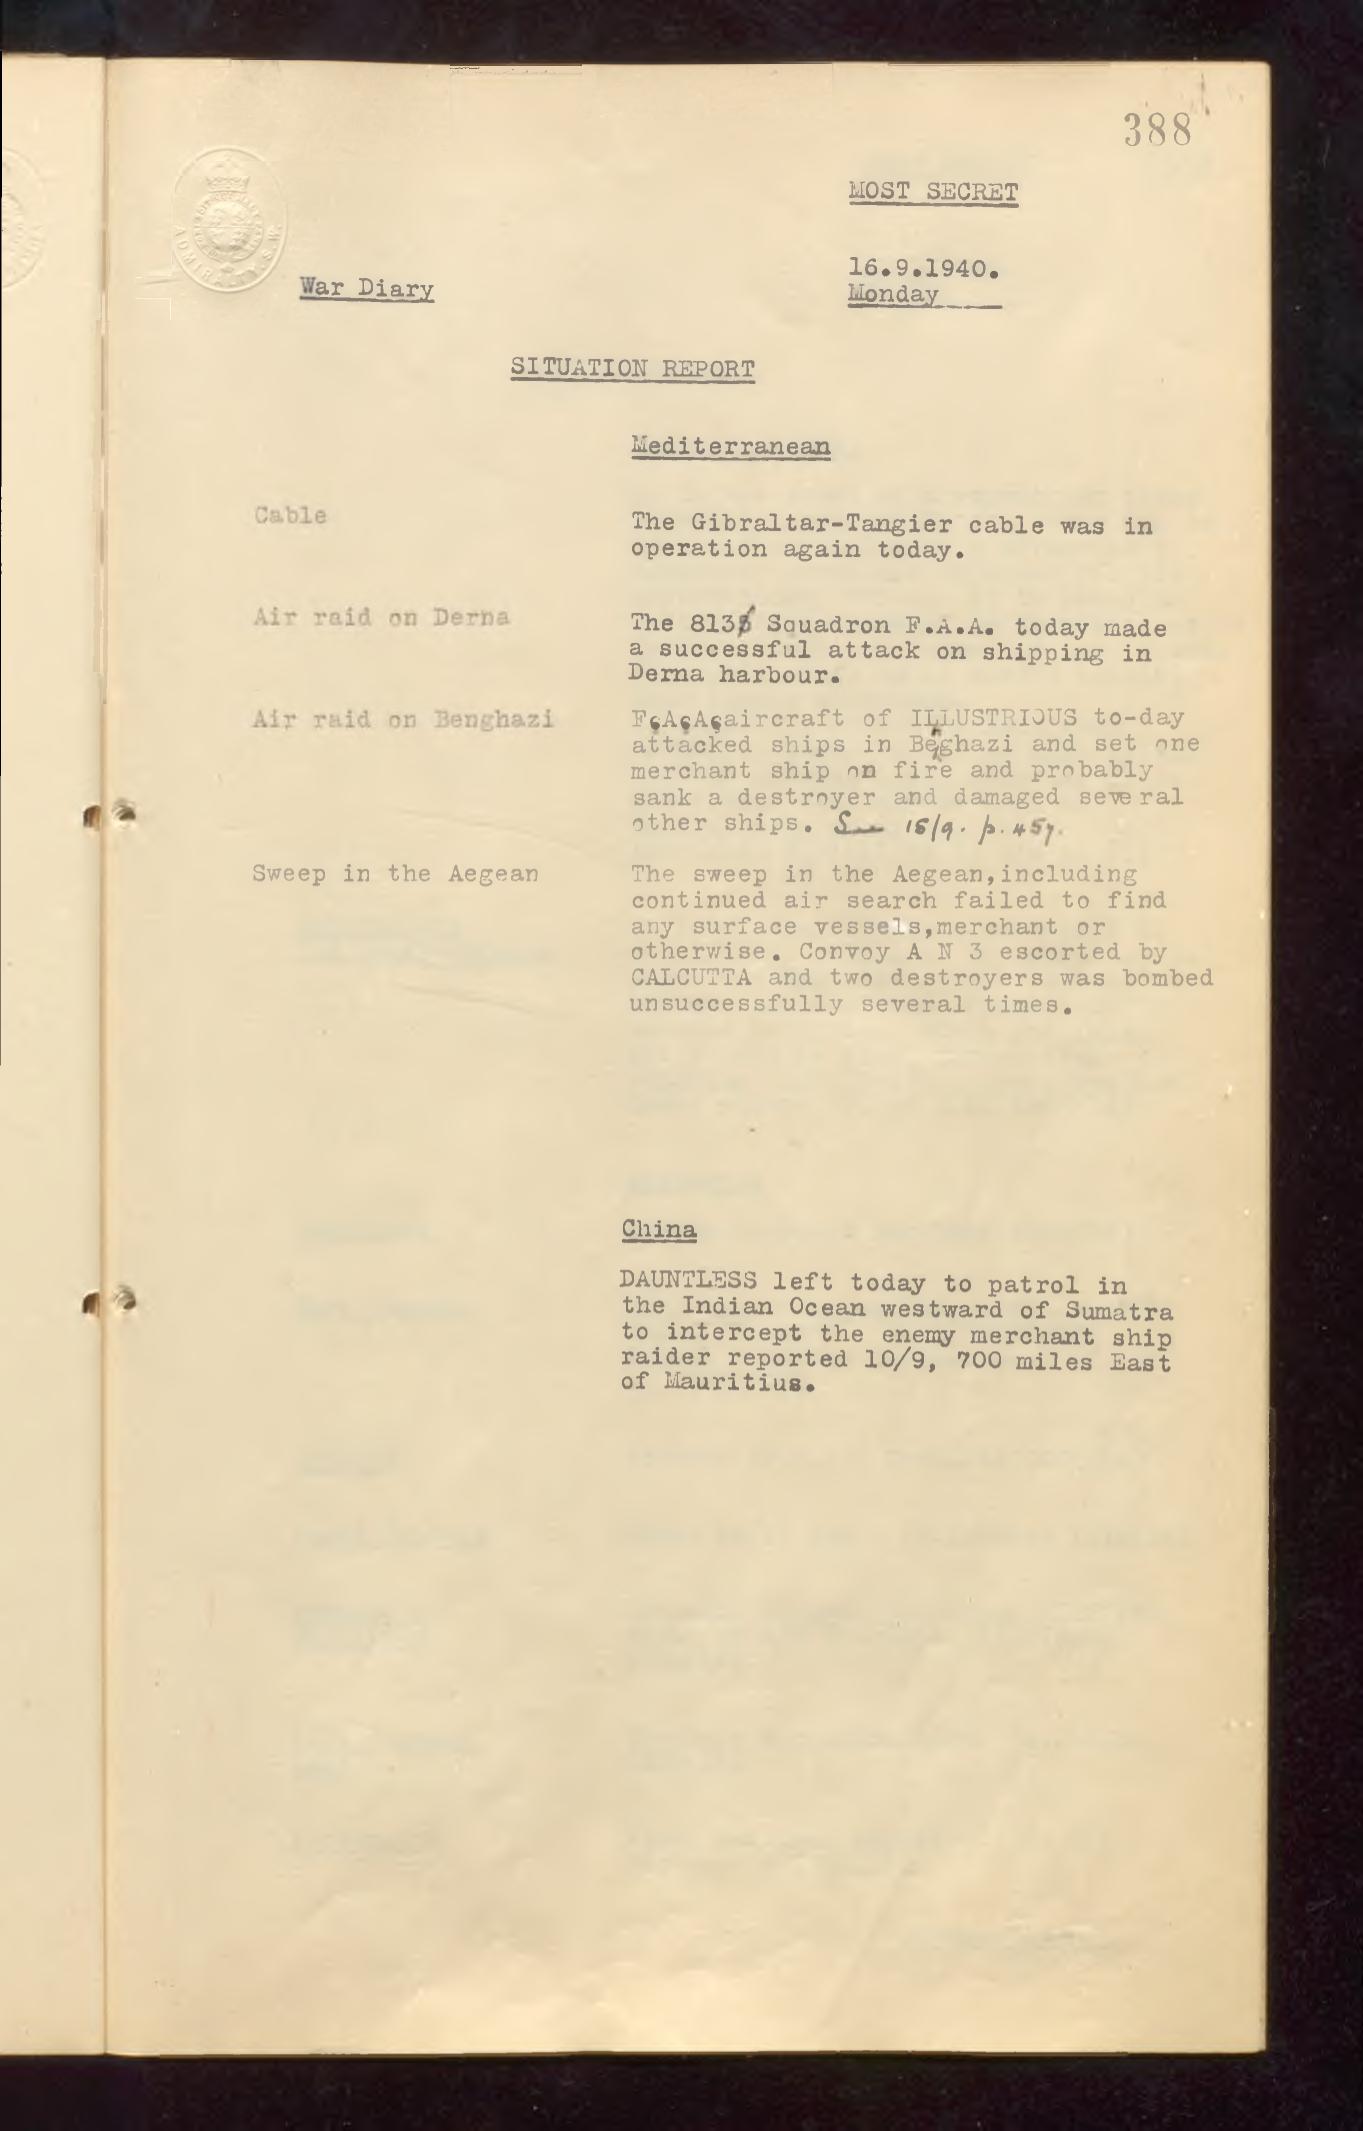 388
MOST SECRET
ADMIRALTY. S.W.
16.9.1940.
War Diary
Monday
SITUATION REPORT
Mediterranean
Cable
The Gibraltar-Tangier cable was in
operation again today.
Air raid on Derna
The 813 Squadron F.A.A. today made
a successful attack on shipping in
Derna harbour.
Air raid on Benghazi
F.A.A. aircraft of ILLUSTRIOUS to-day
attacked ships in Benghazi and set one
merchant ship on fire and probably
sank a destroyer and damaged several
other ships. See 15/9. p. 457.
Sweep in the Aegean
The sweep in the Aegean,including
continued air search failed to find
any surface vessels,merchant or
otherwise. Convoy A N 3 escorted by
CALCUTTA and two destroyers was bombed
unsuccessfully several times.
China
DAUNTLESS left today to patrol in
the Indian Ocean westward of Sumatra
to intercept the enemy merchant ship
raider reported 10/9, 700 miles East
of Mauritius.